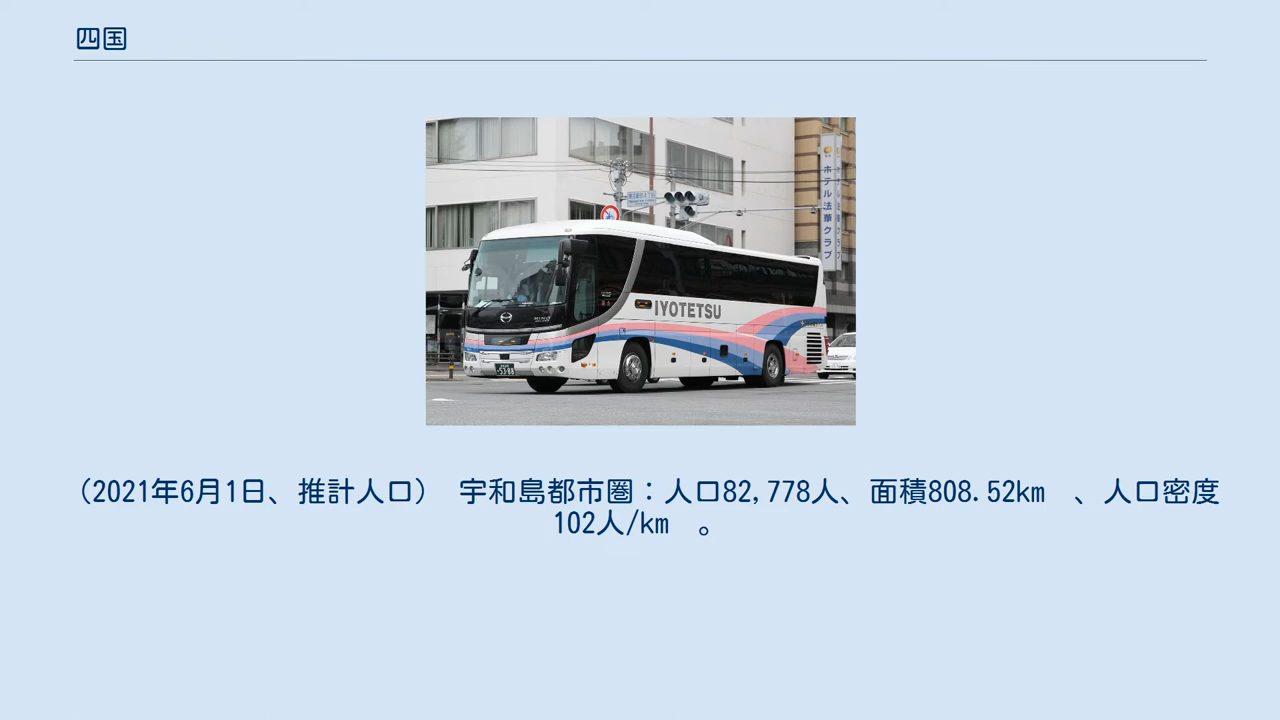 四国
ホテル法華クラブ
IYOTETSU
53-88
（2021年6月1日、推計人口）　宇和島都市圏：人口82,778人、面積808.52km　、人口密度
102人/km　。